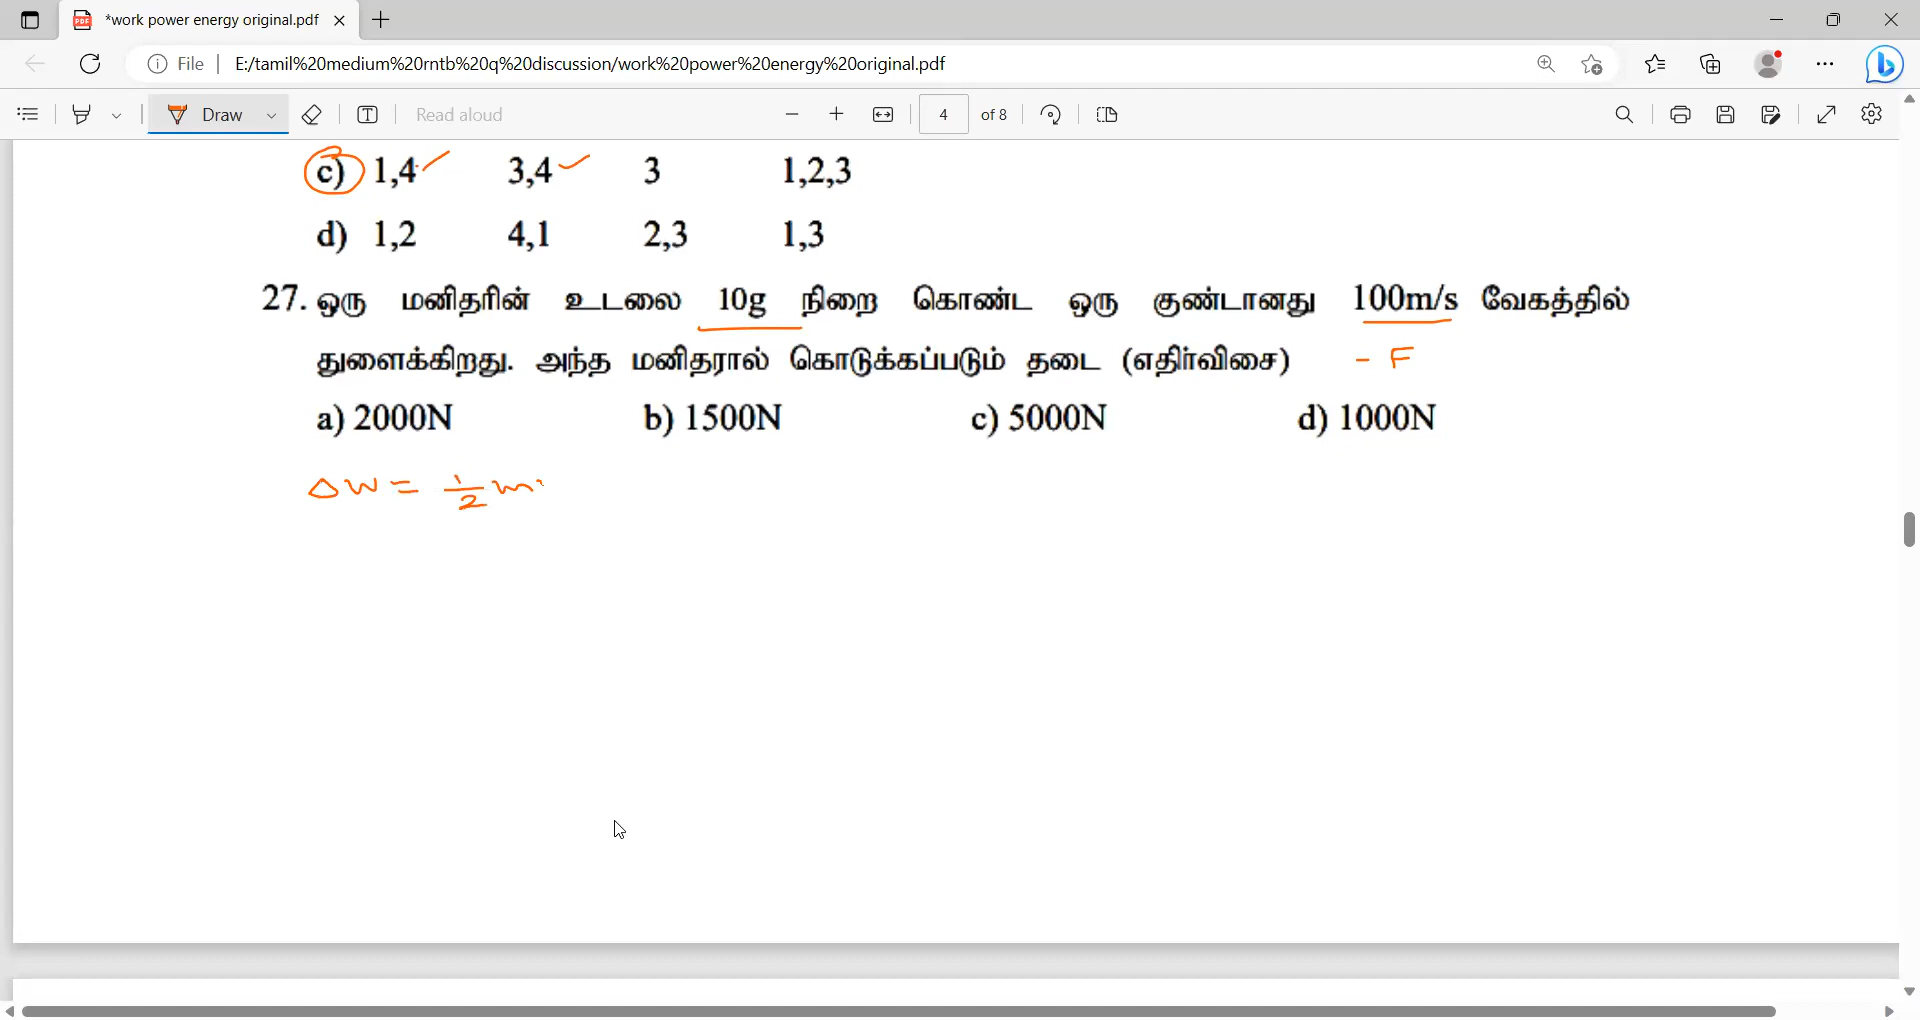 *work power energy original.pdf
File | E:/tamil%20medium%20rntb%20q%20discussion/work%20power%20energy%20original.pdf
Draw T Read aloud 4 of 8
c) 1,4 3,4 3 1,2,3
d) 1,2 4,1 2,3 1,3
27. ஒரு மனிதரின் உடலை 10g நிறை கொண்ட ஒரு குண்டானது 100m/s வேகத்தில்
துளைக்கிறது. அந்த மனிதரால் கொடுக்கப்படும் தடை (எதிர்விசை) - F
a) 2000N b) 1500N c) 5000N d) 1000N
ΔW = 1/2 m